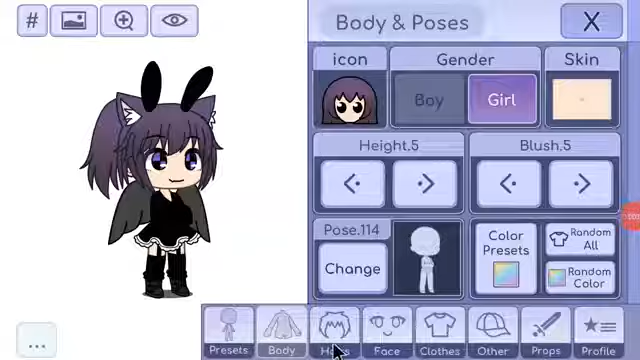 #
Body & Poses
X
icon
Gender
Skin
Boy
Girl
Height.5
Blush.5
Pose.114
Change
Color
Presets
Random
All
Random
Color
...
Presets
Body
Face
Clothes
Other
Props
Profile